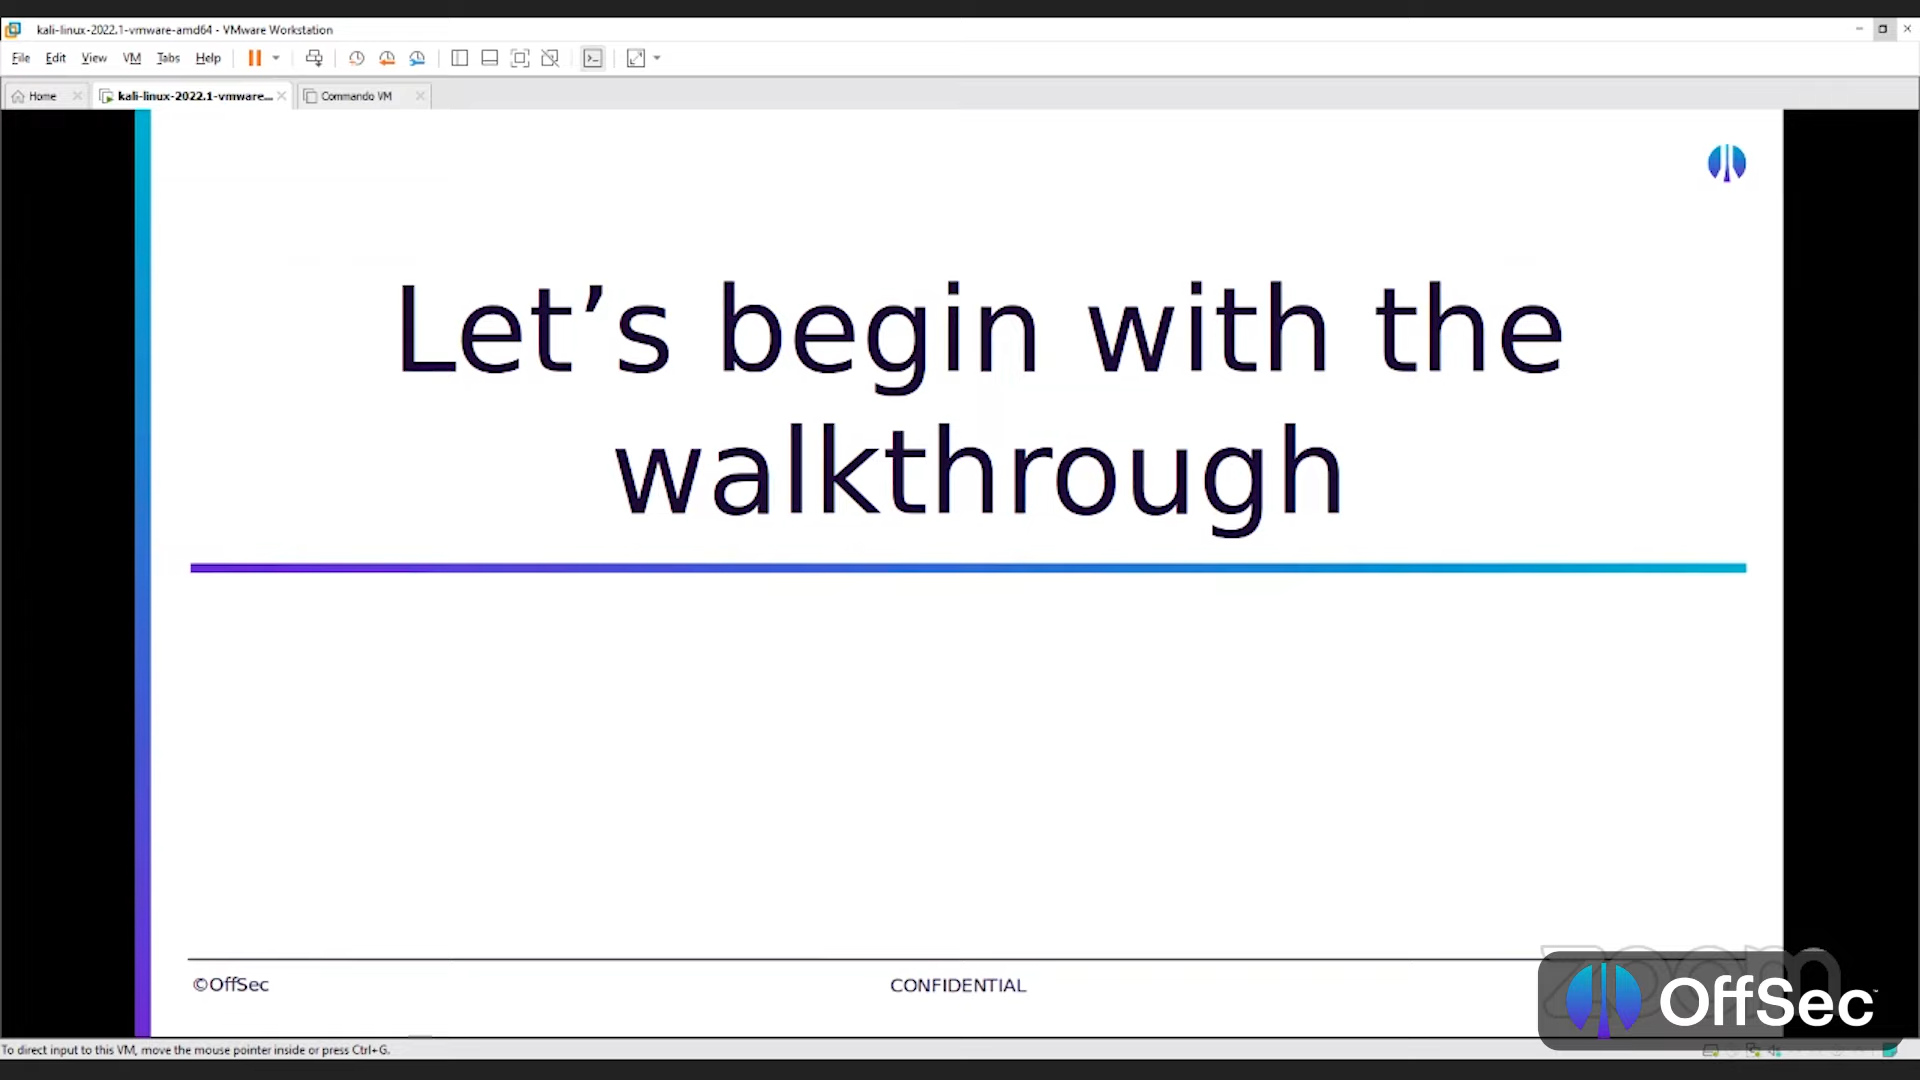 kali-linux-2022.1-vmware-amd64 - VMware Workstation
File Edit View VM Tabs Help
Home kali-linux-2022.1-vmware... Commando VM
Let’s begin with the
walkthrough
©OffSec CONFIDENTIAL
zoom
OffSec™
To direct input to this VM, move the mouse pointer inside or press Ctrl+G.